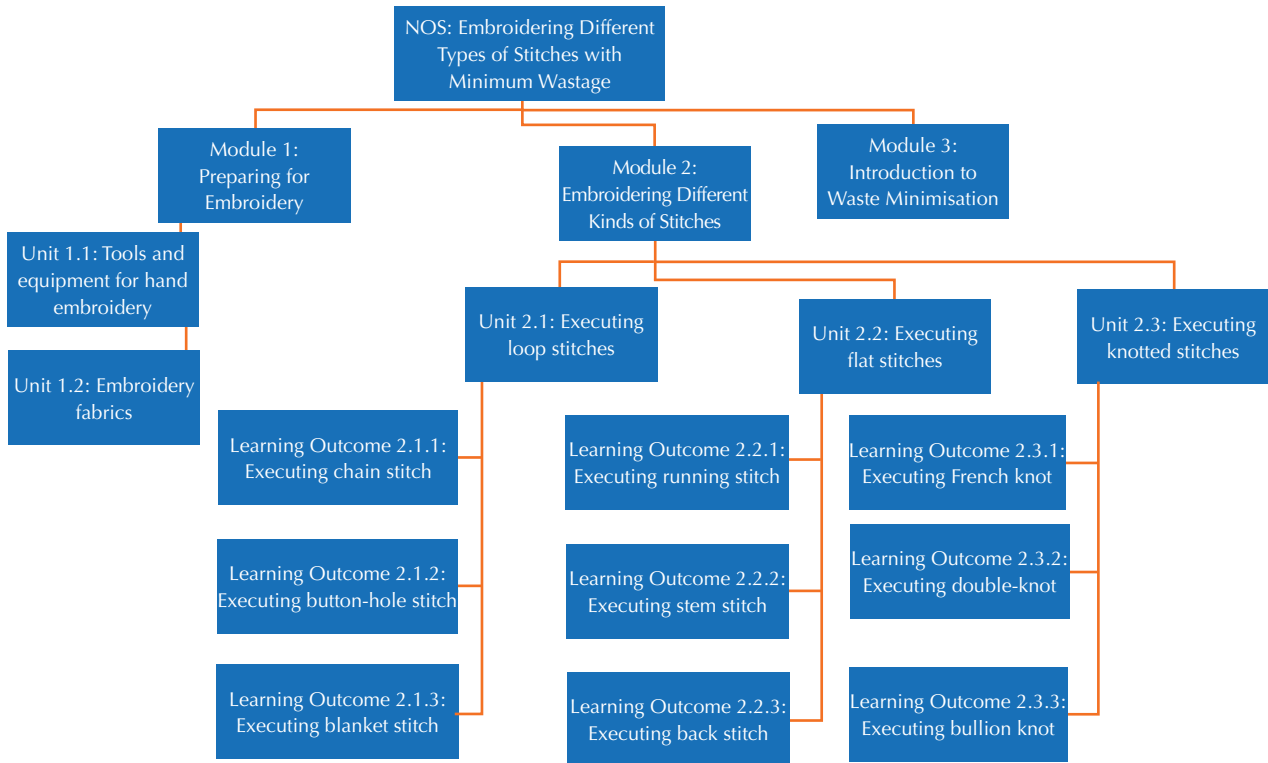 NOS: Embroidering Different
Types of Stitches with
Minimum Wastage
Module 1:
Preparing for
Embroidery
Module 2:
Embroidering Different
Kinds of Stitches
Module 3:
Introduction to
Waste Minimisation
Unit 1.1: Tools and
equipment for hand
embroidery
Unit 1.2: Embroidery
fabrics
Unit 2.1: Executing
loop stitches
Unit 2.2: Executing
flat stitches
Unit 2.3: Executing
knotted stitches
Learning Outcome 2.1.1:
Executing chain stitch
Learning Outcome 2.1.2:
Executing button-hole stitch
Learning Outcome 2.1.3:
Executing blanket stitch
Learning Outcome 2.2.1:
Executing running stitch
Learning Outcome 2.2.2:
Executing stem stitch
Learning Outcome 2.2.3:
Executing back stitch
Learning Outcome 2.3.1:
Executing French knot
Learning Outcome 2.3.2:
Executing double-knot
Learning Outcome 2.3.3:
Executing bullion knot